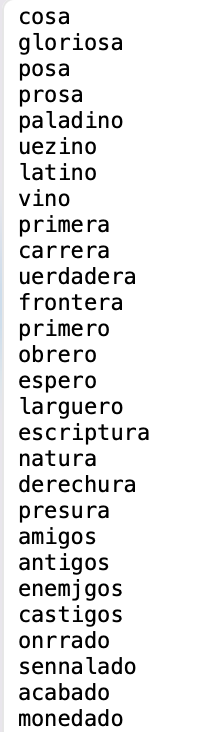 cosa
gloriosa
posa
prosa
paladino
uezino
latino
vino
primera
carrera
uerdadera
frontera
primero
obrero
espero
larguero
escriptura
natura
derechura
presura
amigos
antigos
enemjgos
castigos
onrrado
sennalado
acabado
monedado